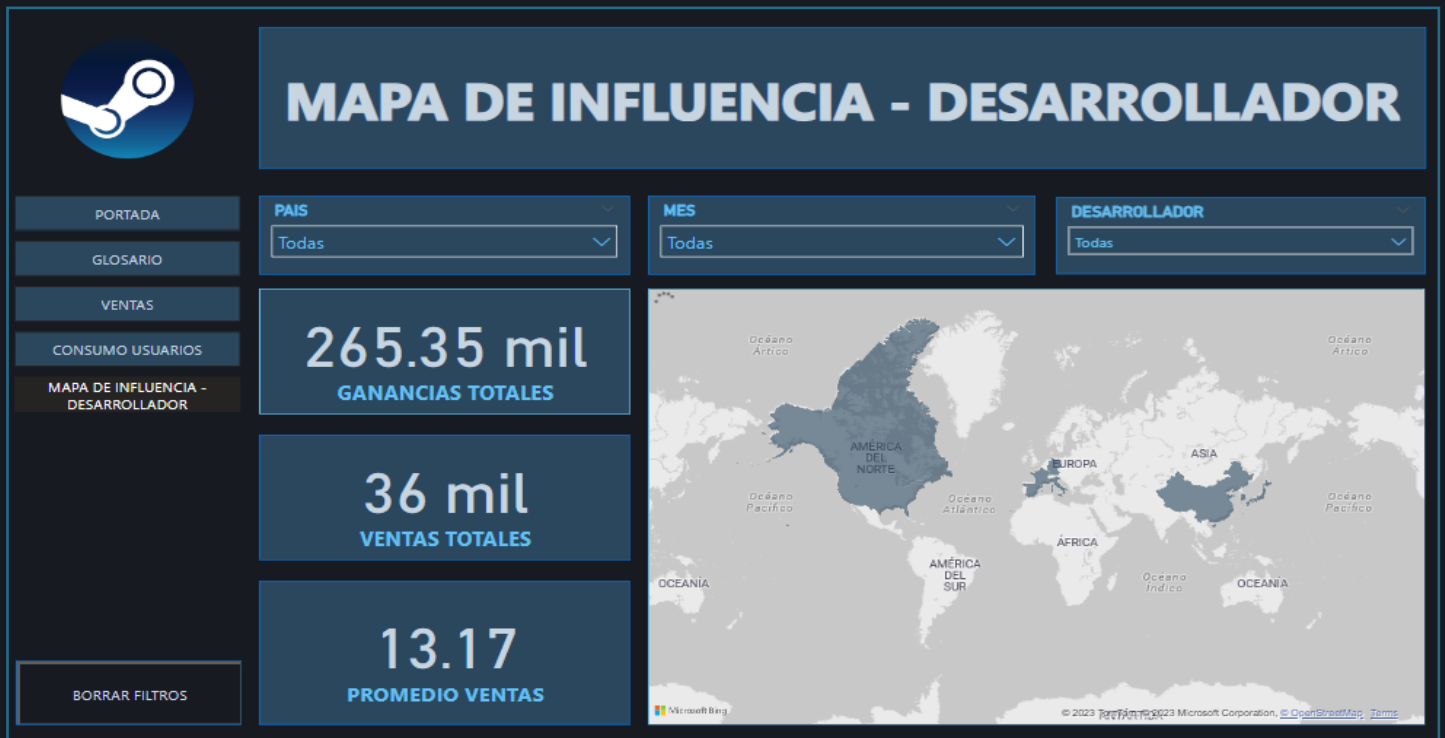 MAPA DE INFLUENCIA - DESARROLLADOR
PORTADA
GLOSARIO
VENTAS
CONSUMO USUARIOS
MAPA DE INFLUENCIA -
DESARROLLADOR
BORRAR FILTROS
PAIS
Todas
MES
Todas
DESARROLLADOR
Todas
265.35 mil
GANANCIAS TOTALES
36 mil
VENTAS TOTALES
13.17
PROMEDIO VENTAS
Océano
Ártico
Océano
Ártico
AMÉRICA
DEL
NORTE
EUROPA
ASIA
Océano
Pacífico
Océano
Atlántico
Océano
Pacífico
ÁFRICA
AMÉRICA
DEL
SUR
OCEANÍA
Océano
Índico
OCEANÍA
Microsoft Bing
© 2023 TomTom, © 2023 Microsoft Corporation, © OpenStreetMap Terms